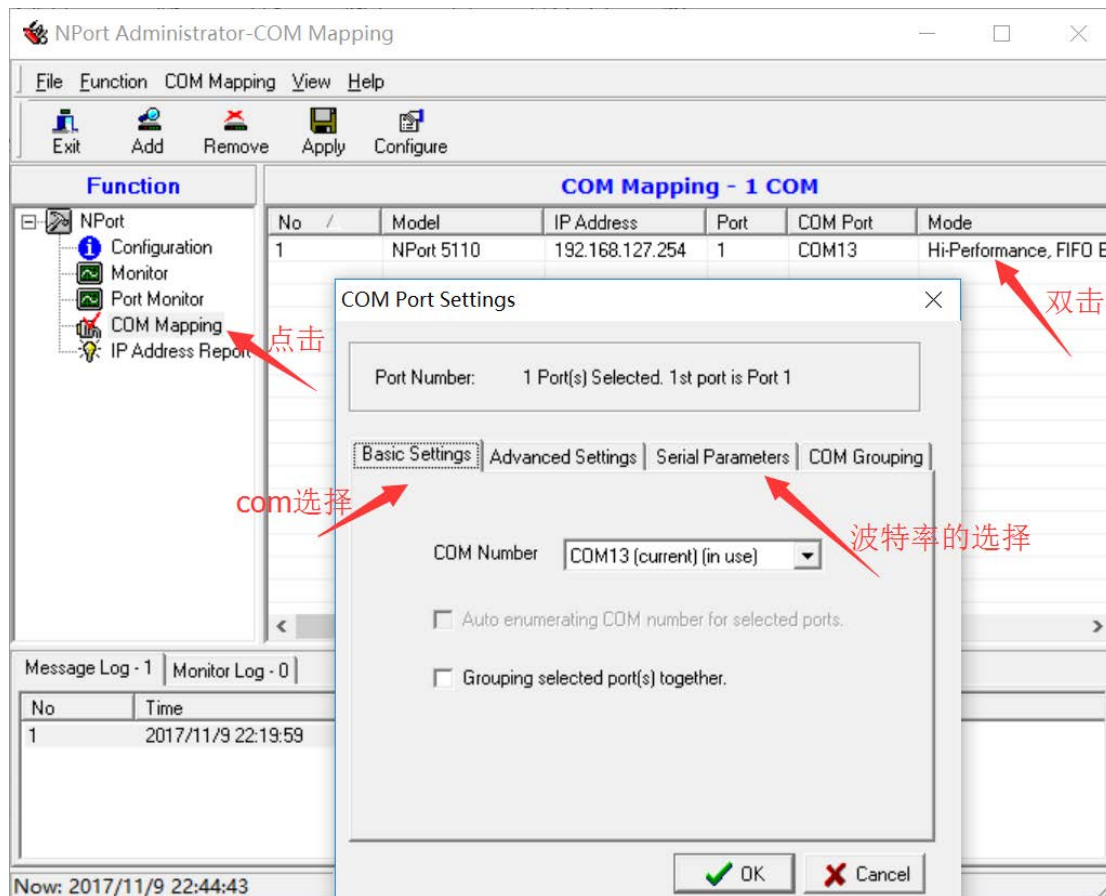 NPort Administrator-COM Mapping
File Function COM Mapping View Help
Exit Add Remove Apply Configure
Function
COM Mapping - 1 COM
NPort
Configuration
Monitor
Port Monitor
COM Mapping
IP Address Report
点击
No Model IP Address Port COM Port Mode
1 NPort 5110 192.168.127.254 1 COM13 Hi-Performance, FIFO E
双击
COM Port Settings
Port Number: 1 Port(s) Selected. 1st port is Port 1
Basic Settings Advanced Settings Serial Parameters COM Grouping
com选择
波特率的选择
COM Number COM13 (current) (in use)
Auto enumerating COM number for selected ports.
Grouping selected port(s) together.
OK Cancel
Message Log - 1 Monitor Log - 0
No Time
1 2017/11/9 22:19:59
Now: 2017/11/9 22:44:43